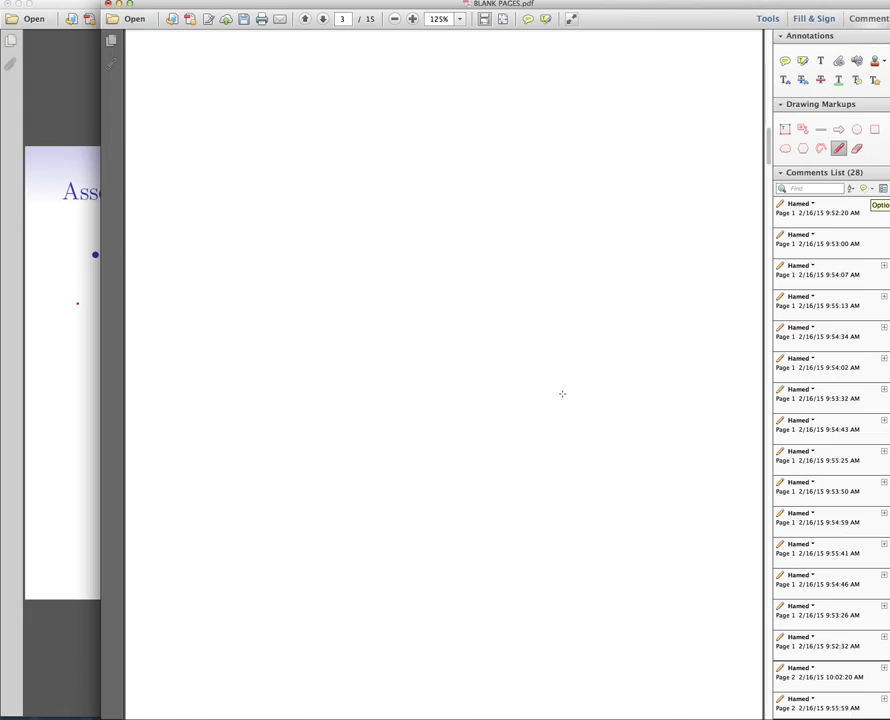 BLANK PAGES.pdf
Open
Open
3 / 15
125%
Tools
Fill & Sign
Comment
Annotations
T
Drawing Markups
Comments List (28)
Find
Optio
Hamed
Page 1 2/16/15 9:52:20 AM
Hamed
Page 1 2/16/15 9:53:00 AM
Hamed
Page 1 2/16/15 9:54:07 AM
Hamed
Page 1 2/16/15 9:55:13 AM
Hamed
Page 1 2/16/15 9:54:34 AM
Hamed
Page 1 2/16/15 9:54:02 AM
Hamed
Page 1 2/16/15 9:53:32 AM
Hamed
Page 1 2/16/15 9:54:43 AM
Hamed
Page 1 2/16/15 9:55:25 AM
Hamed
Page 1 2/16/15 9:53:50 AM
Hamed
Page 1 2/16/15 9:54:59 AM
Hamed
Page 1 2/16/15 9:55:41 AM
Hamed
Page 1 2/16/15 9:54:46 AM
Hamed
Page 1 2/16/15 9:53:26 AM
Hamed
Page 1 2/16/15 9:52:32 AM
Hamed
Page 2 2/16/15 10:02:20 AM
Hamed
Page 2 2/16/15 9:55:59 AM
Asso